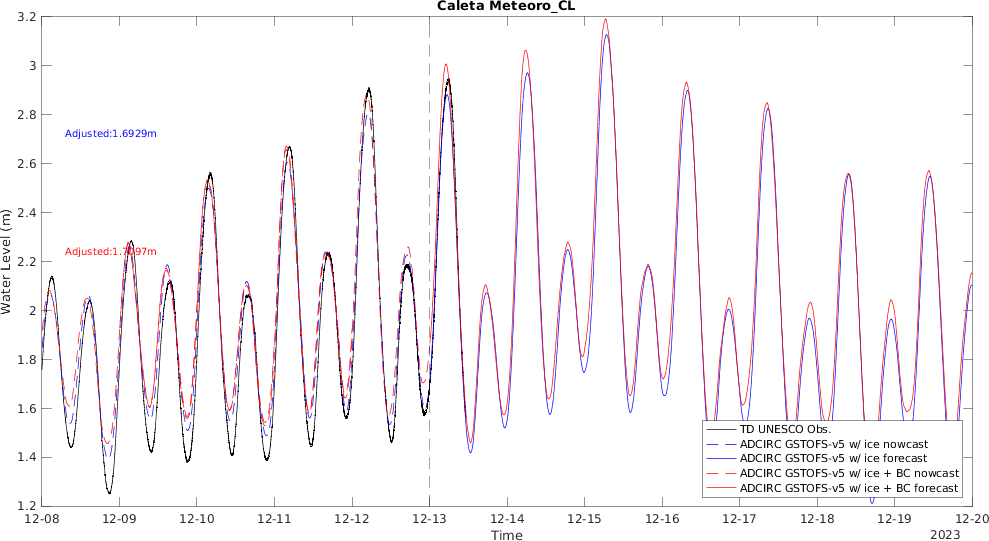 Caleta Meteoro_CL
3.2
3
2.8
2.6
2.4
2.2
2
1.8
1.6
1.4
1.2
Water Level (m)
Adjusted:1.6929m
TD UNESCO Obs.
ADCIRC GSTOFS-v5 w/ ice nowcast
ADCIRC GSTOFS-v5 w/ ice forecast
ADCIRC GSTOFS-v5 w/ ice + BC nowcast
ADCIRC GSTOFS-v5 w/ ice + BC forecast
12-08 12-09 12-10 12-11 12-12 12-13 12-14 12-15 12-16 12-17 12-18 12-19 12-20
Time
2023